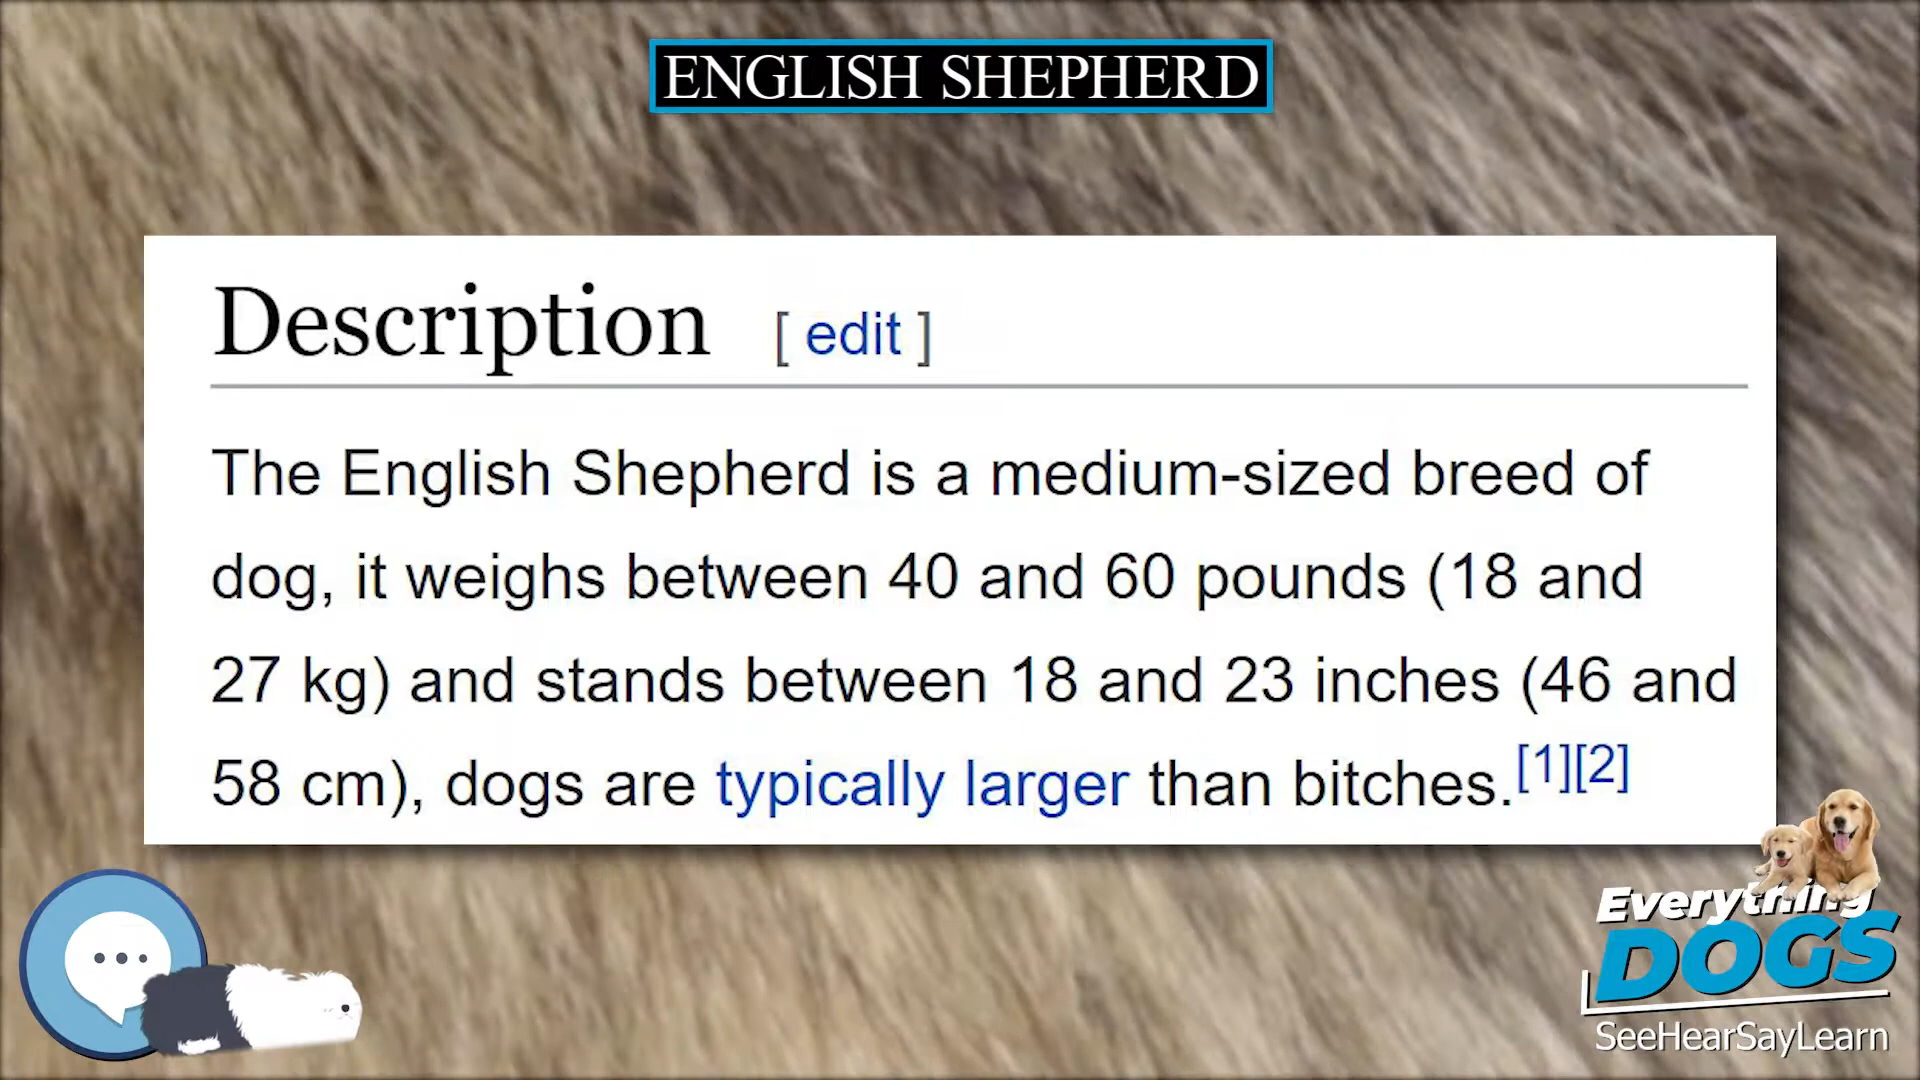 ENGLISH SHEPHERD
Description [ edit ]
The English Shepherd is a medium-sized breed of
dog, it weighs between 40 and 60 pounds (18 and
27 kg) and stands between 18 and 23 inches (46 and
58 cm), dogs are typically larger than bitches.[1][2]
Everything
DOGS
SeeHearSayLearn